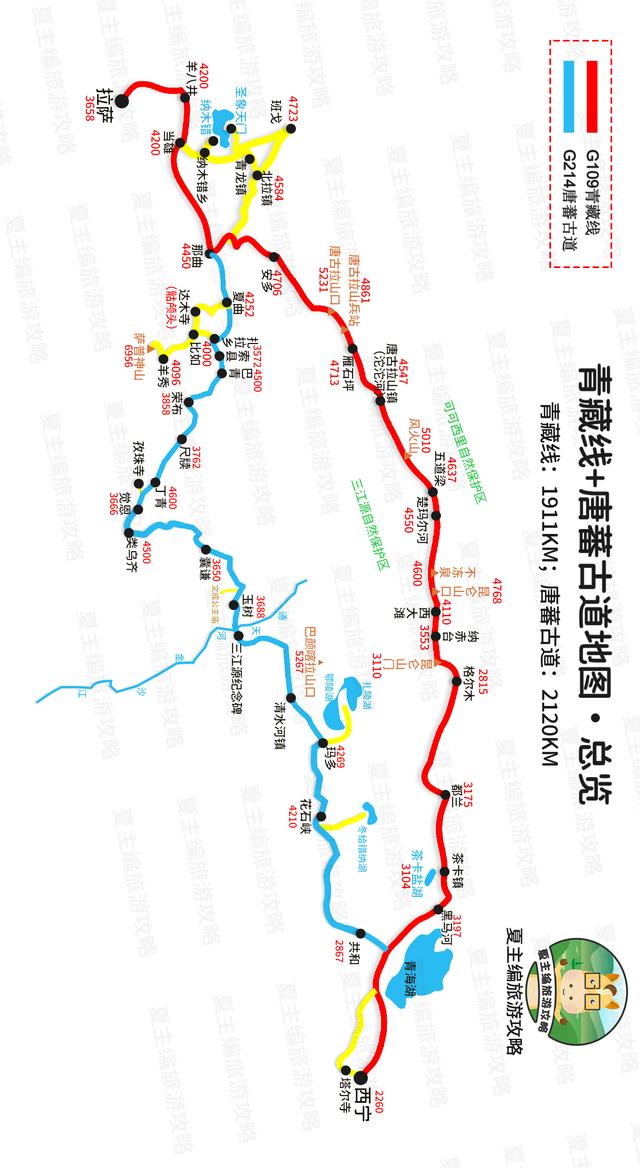 青藏线+唐蕃古道地图·总览
青藏线：1911KM；唐蕃古道：2120KM
G109青藏线
G214唐蕃古道
夏主编旅游攻略
夏主编旅游攻略
拉萨
3658
4200
羊八井
当雄
4200
圣象天门
纳木错
纳木错乡
4723
班戈
青龙镇
4584
北拉镇
那曲
4450
4706
安多
4861
唐古拉山兵站
唐古拉山口
5231
雁石坪
4713
4547
唐古拉山镇
（沱沱河）
可可西里自然保护区
三江源自然保护区
5010
风火山
4637
五道梁
楚玛尔河
4550
不冻泉
4600
4768
昆仑山口
4110
西大滩
纳赤台
3553
昆仑山门
3110
2815
格尔木
3175
都兰
茶卡镇
茶卡盐湖
3104
3197
黑马河
青海湖
2260
西宁
塔尔寺
4252
夏曲
达木寺
（骷颅头）
比如
4000
萨普神山
6956
羊秀
4096
扎拉乡
3572
索县
4500
巴青
荣布
3858
3762
尺牍
孜珠寺
4600
丁青
觉恩
3666
4500
类乌齐
3650
囊谦
文成公主庙
3688
玉树
三江源纪念碑
通天河
金沙江
巴颜喀拉山口
5267
清水河镇
鄂陵湖
扎陵湖
4269
玛多
花石峡
4210
冬给措纳湖
共和
2867